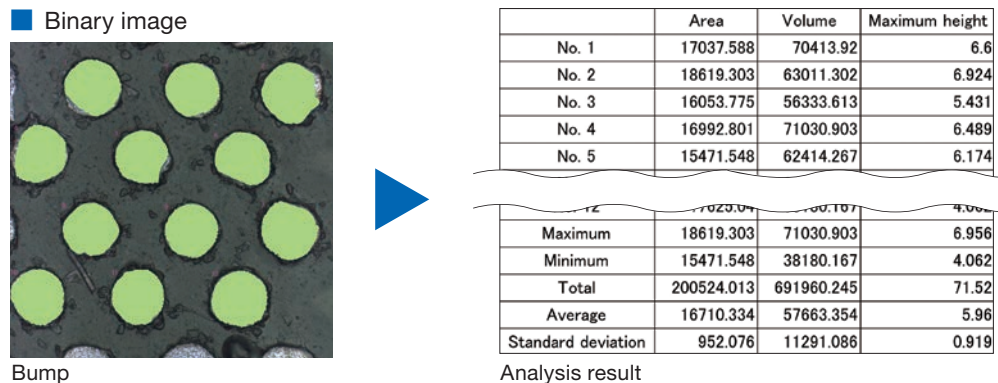 Binary image
Area Volume Maximum height
No. 1 17037.588 70413.92 6.6
No. 2 18619.303 63011.302 6.924
No. 3 16053.775 56333.613 5.431
No. 4 16992.801 71030.903 6.489
No. 5 15471.548 62414.267 6.174
Maximum 18619.303 71030.903 6.956
Minimum 15471.548 38180.167 4.062
Total 200524.013 691960.245 71.52
Average 16710.334 57663.354 5.96
Standard deviation 952.076 11291.086 0.919
Bump
Analysis result